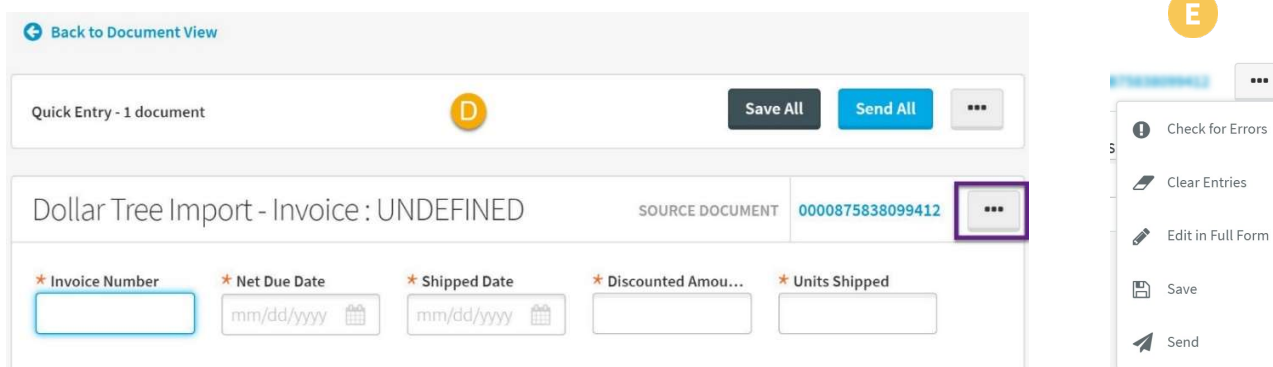 Back to Document View
Quick Entry - 1 document
D
Save All
Send All
•••
Dollar Tree Import - Invoice : UNDEFINED
SOURCE DOCUMENT
0000875838099412
•••
* Invoice Number
* Net Due Date
* Shipped Date
* Discounted Amou...
* Units Shipped
mm/dd/yyyy
mm/dd/yyyy
E
•••
S
Check for Errors
Clear Entries
Edit in Full Form
Save
Send